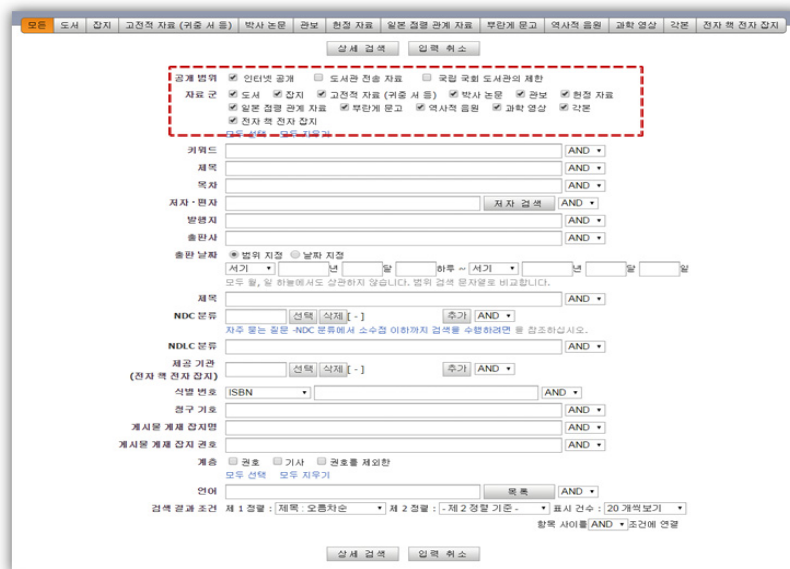 모든 도서 잡지 고전적 자료 (귀중 서 등) 박사 논문 관보 헌정 자료 일본 점령 관계 자료 부란게 문고 역사적 음원 과학 영상 각본 전자 책 전자 잡지
상세 검색 입력 취소
공개 범위 인터넷 공개 도서관 전송 자료 국립 국회 도서관의 제한
자료 군 도서 잡지 고전적 자료 (귀중 서 등) 박사 논문 관보 헌정 자료
일본 점령 관계 자료 부란게 문고 역사적 음원 과학 영상 각본
전자 책 전자 잡지
모두 선택 모두 지우기
키워드 AND
제목 AND
목차 AND
저자 · 편자 저자 검색 AND
발행지 AND
출판사 AND
출판 날짜 범위 지정 날짜 지정
서기 년 달 하루 ~ 서기 년 달 일
모두 월, 일 하늘에서도 상관하지 않습니다. 범위 검색 문자열로 비교합니다.
제목 AND
NDC 분류 선택 삭제 [ - ] 추가 AND
자주 묻는 질문 -NDC 분류에서 소수점 이하까지 검색를 수행하려면 를 참조하십시오.
NDLC 분류 AND
제공 기관
(전자 책 전자 잡지) 선택 삭제 [ - ] 추가 AND
식별 번호 ISBN AND
청구 기호 AND
게시물 게재 잡지명 AND
게시물 게재 잡지 권호 AND
계층 권호 기사 권호를 제외한
모두 선택 모두 지우기
언어 목록 AND
검색 결과 조건 제 1 정렬 : 제목 : 오름차순 제 2 정렬 : - 제 2 정렬 기준 - 표시 건수 : 20 개씩보기
항목 사이를 AND 조건에 연결
상세 검색 입력 취소